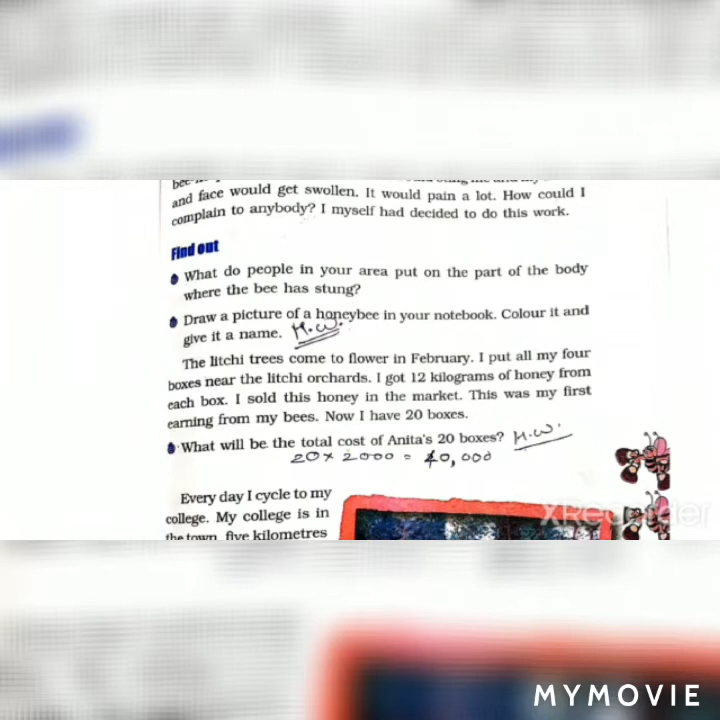 and face would get swollen. It would pain a lot. How could I
complain to anybody? I myself had decided to do this work.
Find out
What do people in your area put on the part of the body
where the bee has stung?
Draw a picture of a honeybee in your notebook. Colour it and
give it a name. H.W.
The litchi trees come to flower in February. I put all my four
boxes near the litchi orchards. I got 12 kilograms of honey from
each box. I sold this honey in the market. This was my first
earning from my bees. Now I have 20 boxes.
What will be the total cost of Anita's 20 boxes? H.W.
20 x 2000 = 40,000
Every day I cycle to my
college. My college is in
the town, five kilometres
XRecorder
MYMOVIE